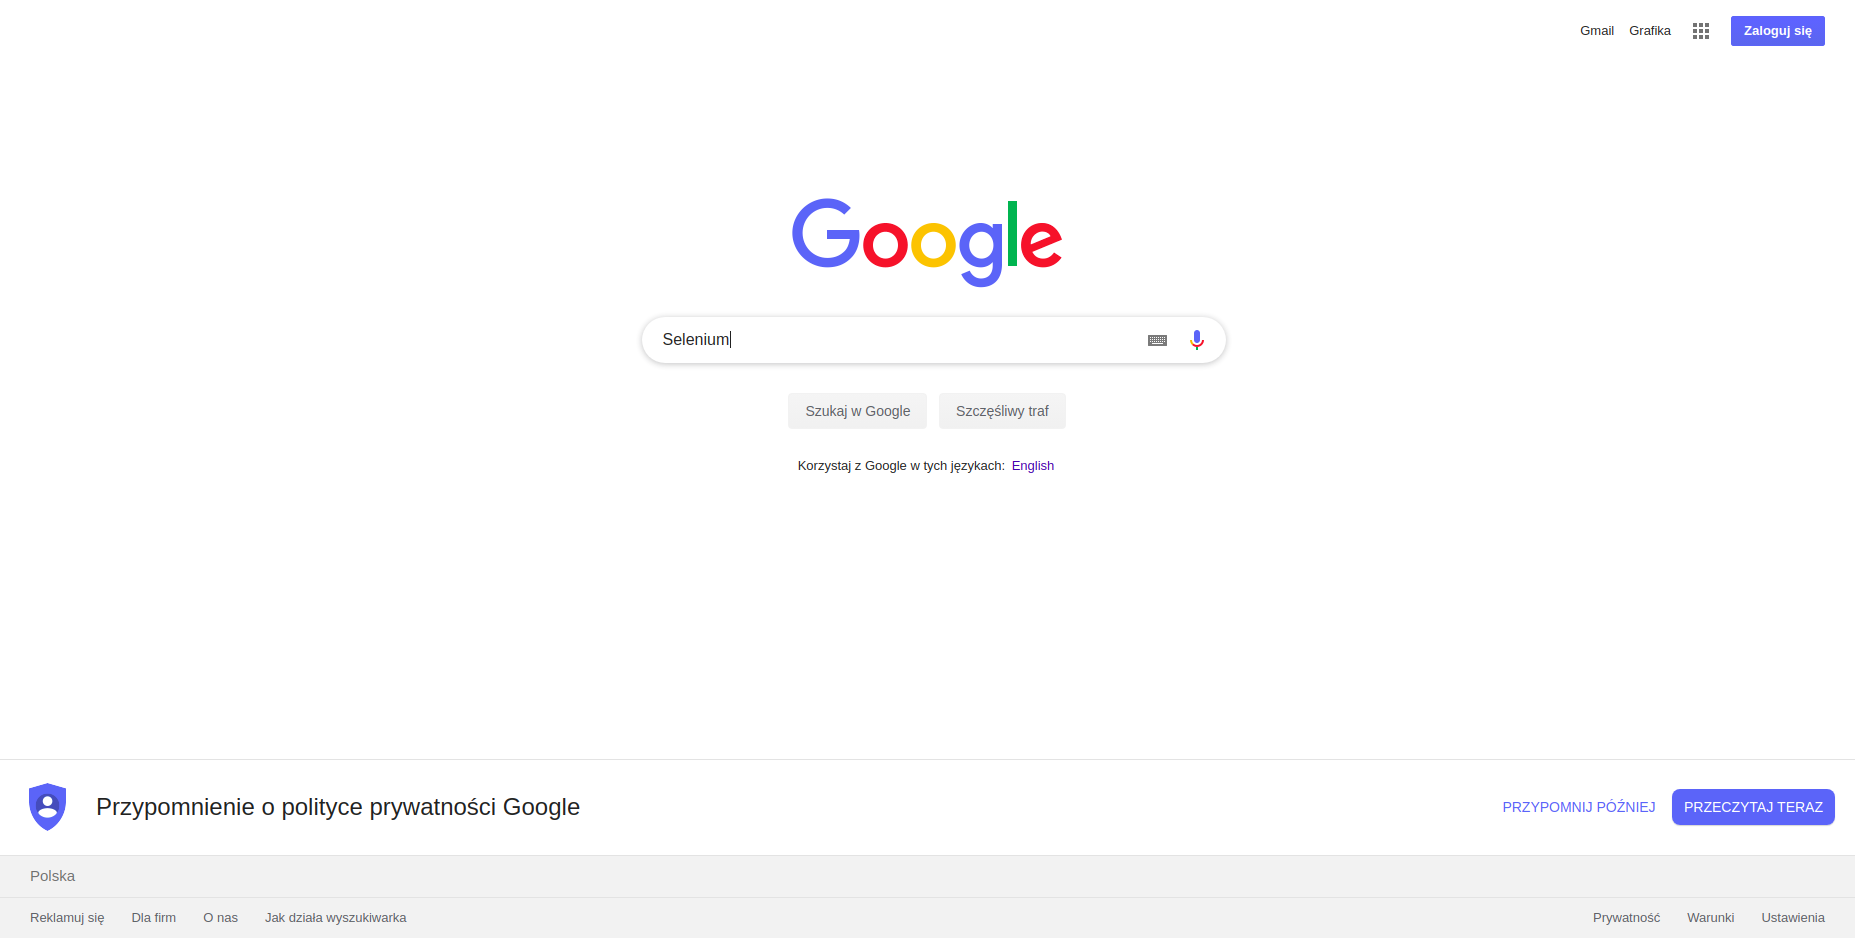 Gmail Grafika Zaloguj się
Google
Selenium
Szukaj w Google Szczęśliwy traf
Korzystaj z Google w tych językach: English
Przypomnienie o polityce prywatności Google PRZYPOMNIJ PÓŹNIEJ PRZECZYTAJ TERAZ
Polska
Reklamuj się Dla firm O nas Jak działa wyszukiwarka Prywatność Warunki Ustawienia